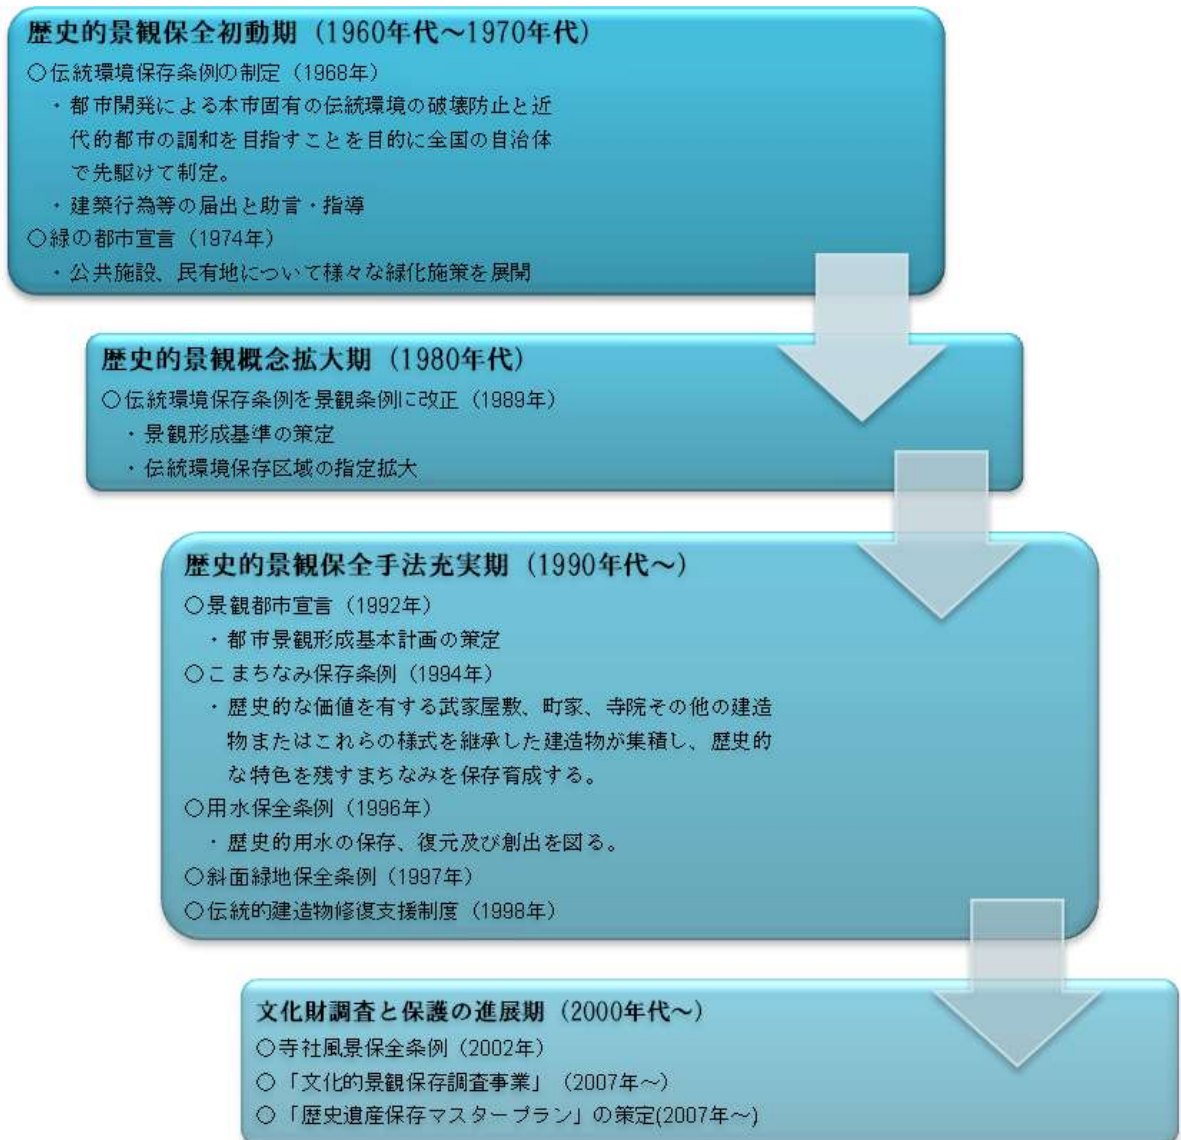 歴史的景観保全初動期（1960年代～1970年代）
○伝統環境保存条例の制定（1968年）
・都市開発による本市固有の伝統環境の破壊防止と近
代的都市の調和を目指すことを目的に全国の自治体
で先駆けて制定。
・建築行為等の届出と助言・指導
○緑の都市宣言（1974年）
・公共施設、民有地について様々な緑化施策を展開
歴史的景観概念拡大期（1980年代）
○伝統環境保存条例を景観条例に改正（1989年）
・景観形成基準の策定
・伝統環境保存区域の指定拡大
歴史的景観保全手法充実期（1990年代～）
○景観都市宣言（1992年）
・都市景観形成基本計画の策定
○こまちなみ保存条例（1994年）
・歴史的な価値を有する武家屋敷、町家、寺院その他の建造
物またはこれらの様式を継承した建造物が集積し、歴史的
な特色を残すまちなみを保存育成する。
○用水保全条例（1996年）
・歴史的用水の保存、復元及び創出を図る。
○斜面緑地保全条例（1997年）
○伝統的建造物修復支援制度（1998年）
文化財調査と保護の進展期（2000年代～）
○寺社風景保全条例（2002年）
○「文化的景観保存調査事業」（2007年～）
○「歴史遺産保存マスタープラン」の策定(2007年～)